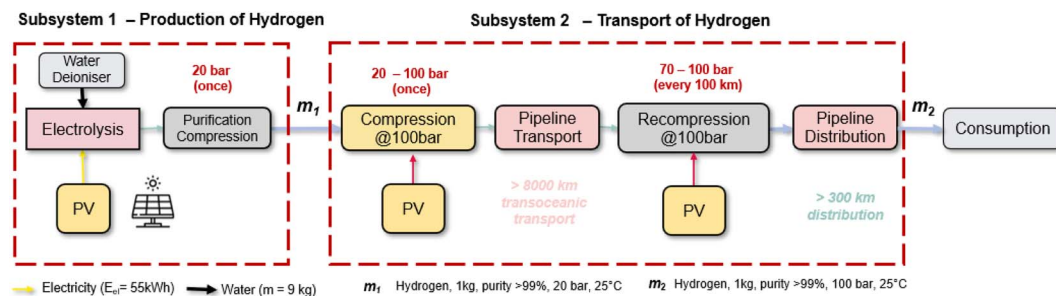 Subsystem 1 – Production of Hydrogen
Subsystem 2 – Transport of Hydrogen
Water
Deioniser
20 bar
(once)
Electrolysis
Purification
Compression
PV
m1
20 – 100 bar
(once)
Compression
@100bar
PV
Pipeline
Transport
> 8000 km
transoceanic
transport
70 – 100 bar
(every 100 km)
Recompression
@100bar
PV
Pipeline
Distribution
> 300 km
distribution
m2
Consumption
Electricity (Eel= 55kWh)
Water (m = 9 kg)
m1 Hydrogen, 1kg, purity >99%, 20 bar, 25°C
m2 Hydrogen, 1kg, purity >99%, 100 bar, 25°C